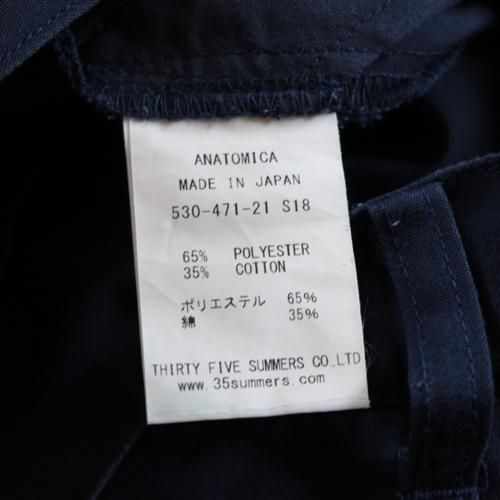 ANATOMICA
MADE IN JAPAN
530-471-21 S18
65% POLYESTER
35% COTTON
ポリエステル 65%
綿 35%
THIRTY FIVE SUMMERS CO.,LTD
www.35summers.com